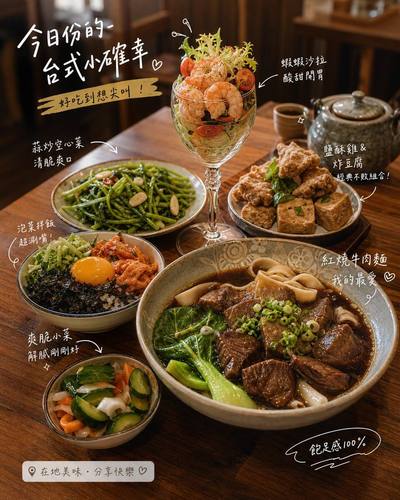 今日份的
台式小確幸
好吃到想尖叫！
蝦蝦沙拉
酸甜開胃
蒜炒空心菜
清脆爽口
鹽酥雞＆
炸豆腐
經典不敗組合！
泡菜拌飯
超涮嘴！
紅燒牛肉麵
我的最愛
爽脆小菜
解膩剛剛好
飽足感100%
在地美味・分享快樂